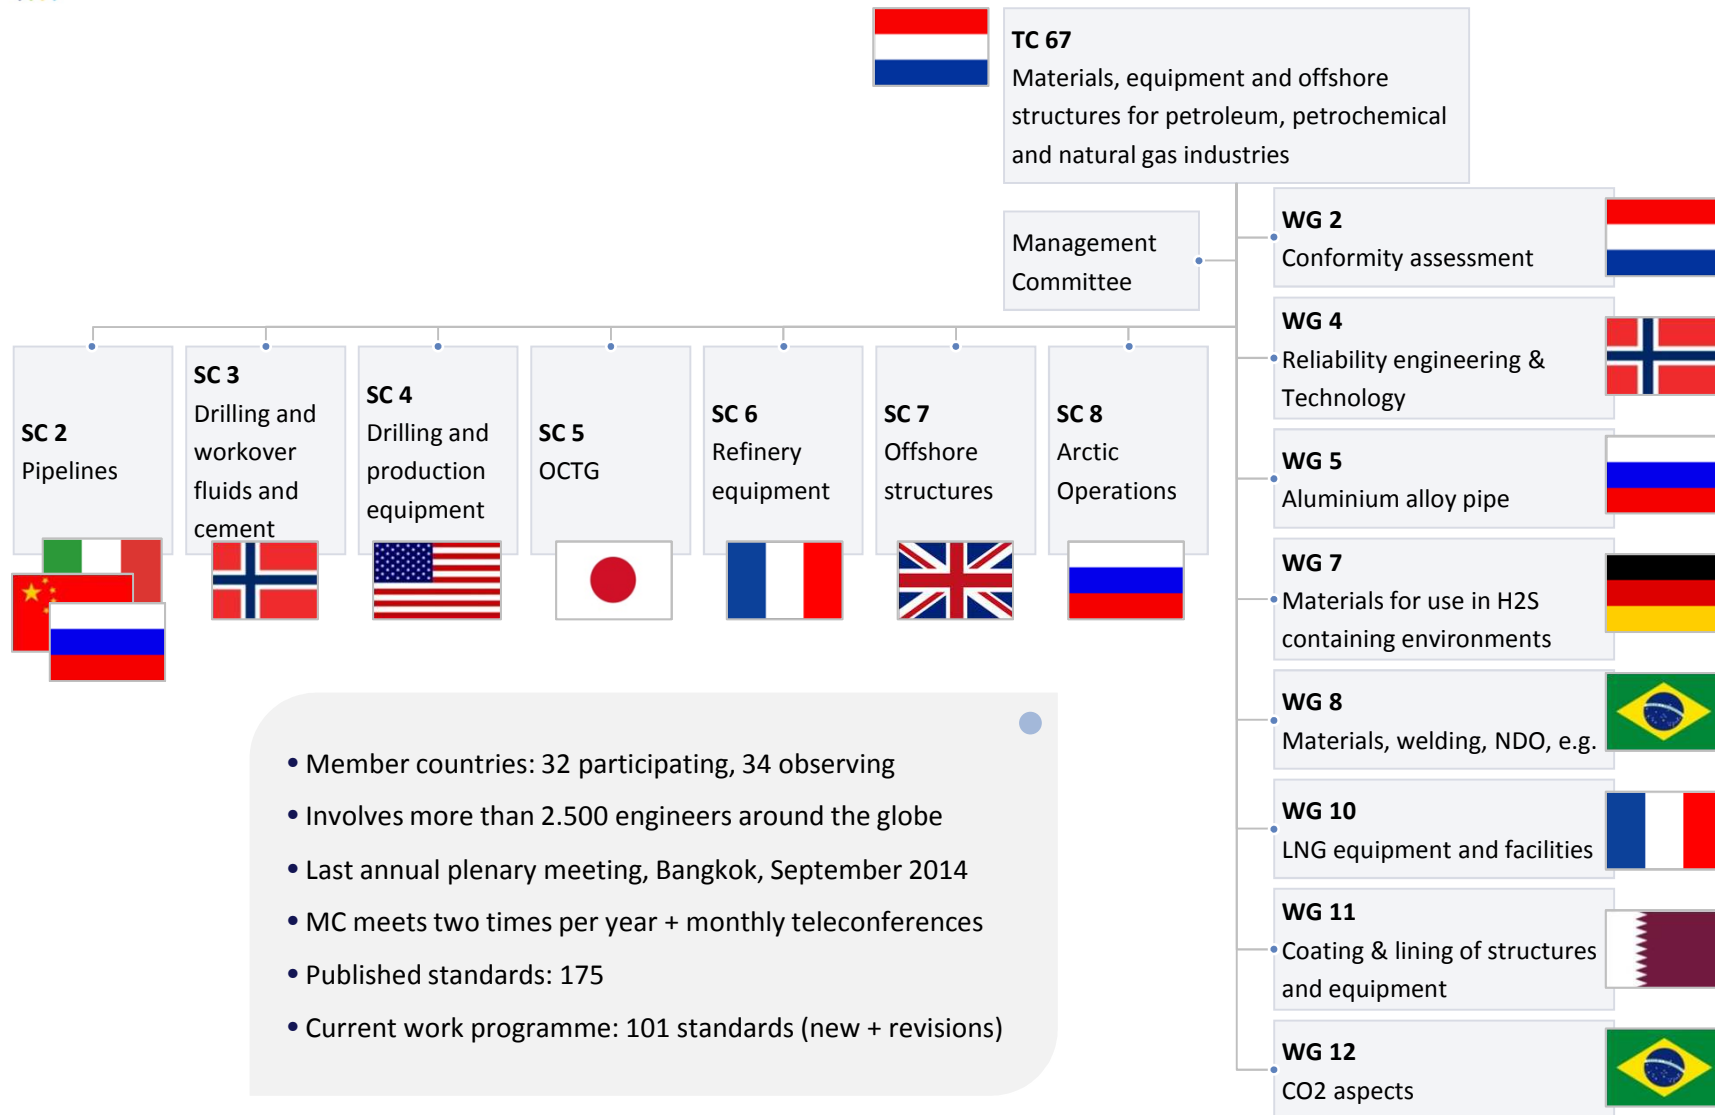 TC 67
Materials, equipment and offshore
structures for petroleum, petrochemical
and natural gas industries
Management
Committee
SC 2
Pipelines
SC 3
Drilling and
workover
fluids and
cement
SC 4
Drilling and
production
equipment
SC 5
OCTG
SC 6
Refinery
equipment
SC 7
Offshore
structures
SC 8
Arctic
Operations
WG 2
Conformity assessment
WG 4
Reliability engineering &
Technology
WG 5
Aluminium alloy pipe
WG 7
Materials for use in H2S
containing environments
WG 8
Materials, welding, NDO, e.g.
WG 10
LNG equipment and facilities
WG 11
Coating & lining of structures
and equipment
WG 12
CO2 aspects
• Member countries: 32 participating, 34 observing
• Involves more than 2.500 engineers around the globe
• Last annual plenary meeting, Bangkok, September 2014
• MC meets two times per year + monthly teleconferences
• Published standards: 175
• Current work programme: 101 standards (new + revisions)